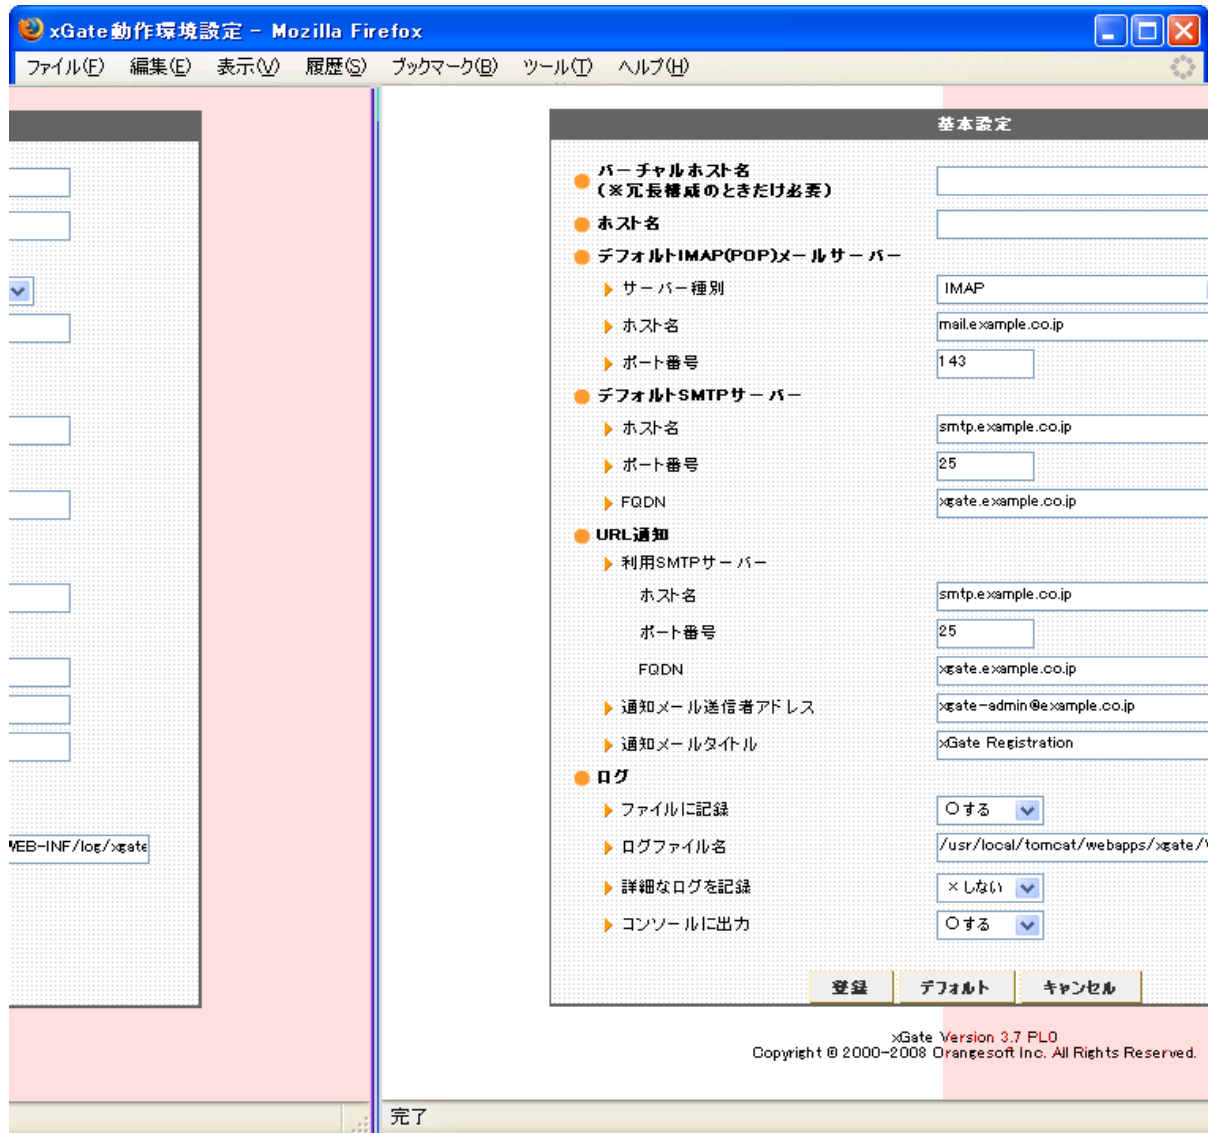 xGate動作環境設定 - Mozilla Firefox
ファイル(F) 編集(E) 表示(V) 履歴(S) ブックマーク(B) ツール(T) ヘルプ(H)
基本設定
バーチャルホスト名
(※冗長構成のときだけ必要)
ホスト名
デフォルトIMAP(POP)メールサーバー
サーバー種別 IMAP
ホスト名 mail.example.co.jp
ポート番号 143
デフォルトSMTPサーバー
ホスト名 smtp.example.co.jp
ポート番号 25
FQDN xgate.example.co.jp
URL通知
利用SMTPサーバー
ホスト名 smtp.example.co.jp
ポート番号 25
FQDN xgate.example.co.jp
通知メール送信者アドレス xgate-admin@example.co.jp
通知メールタイトル xGate Registration
ログ
ファイルに記録 ○する
WEB-INF/log/xgate
ログファイル名 /usr/local/tomcat/webapps/xgate/
詳細なログを記録 ×しない
コンソールに出力 ○する
登録 デフォルト キャンセル
xGate Version 3.7 PL0
Copyright © 2000-2008 Orangesoft Inc. All Rights Reserved.
完了